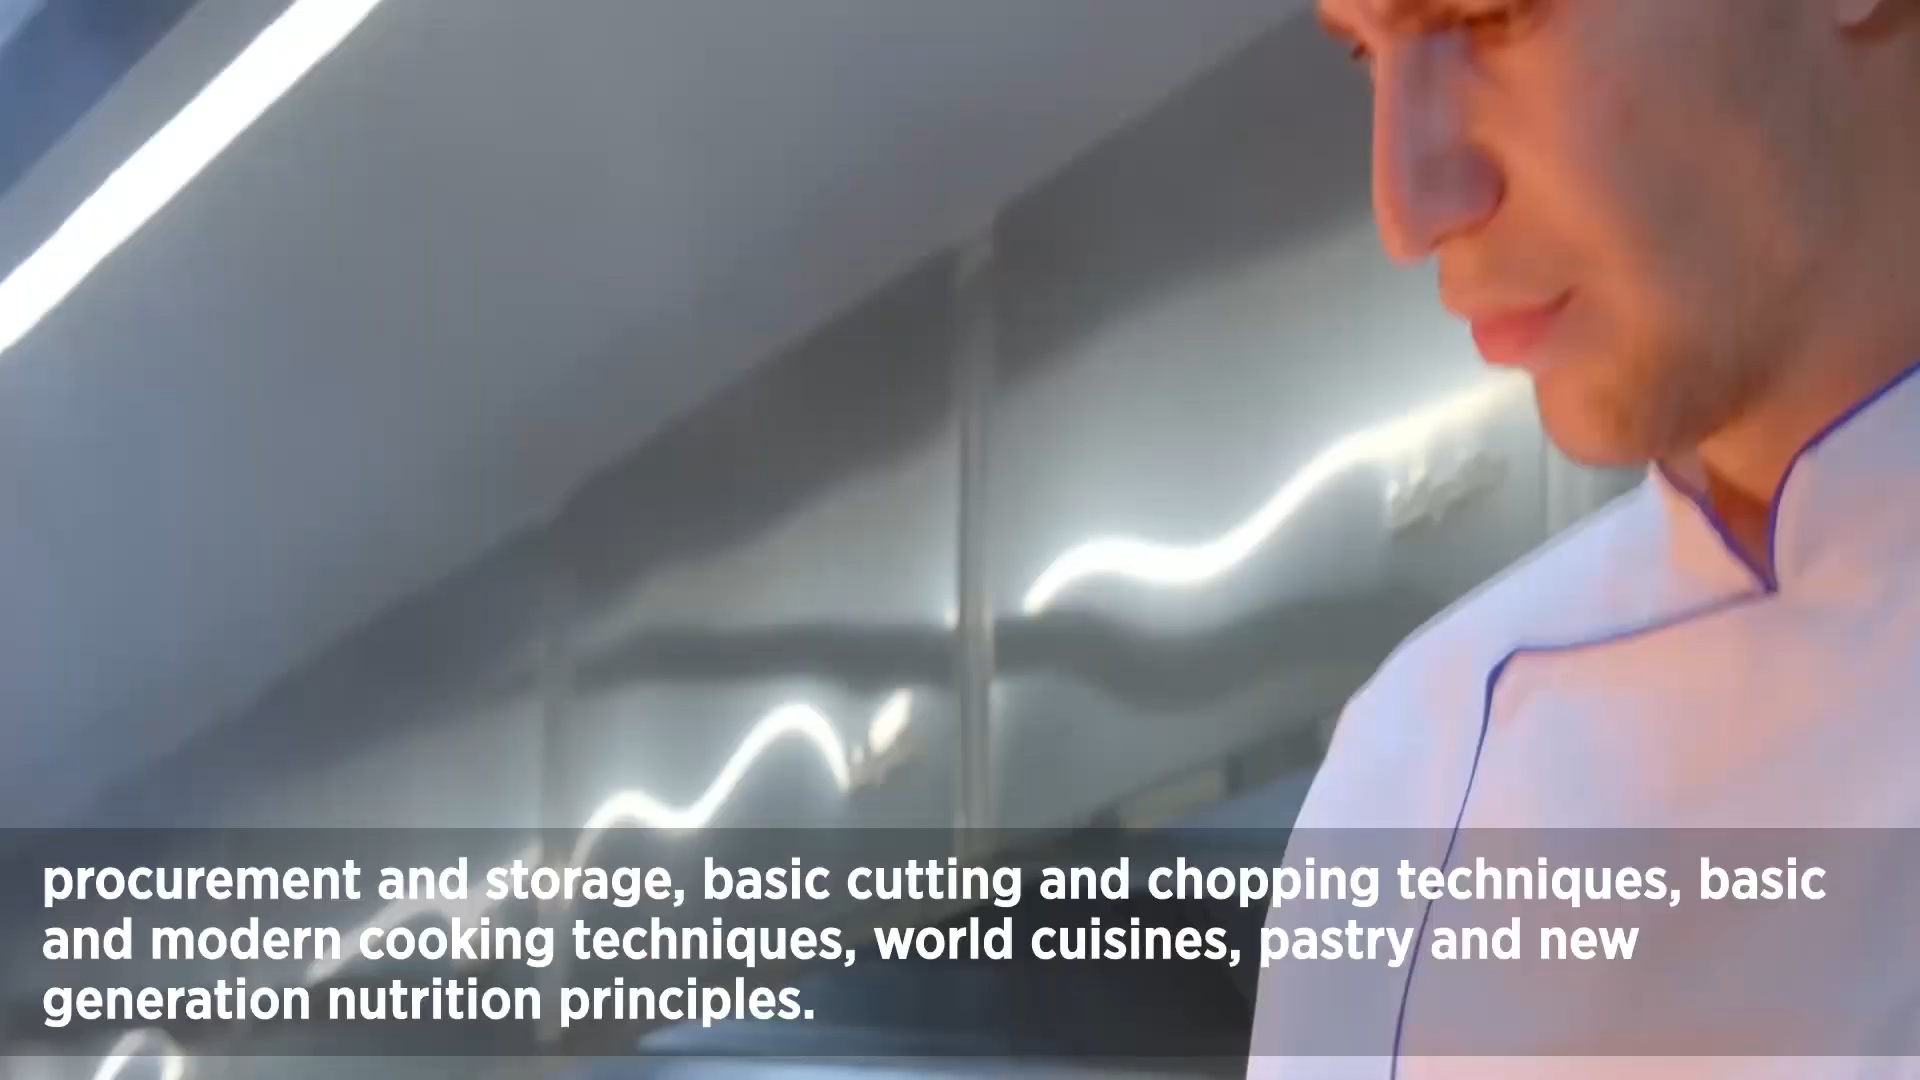 procurement and storage, basic cutting and chopping techniques, basic
and modern cooking techniques, world cuisines, pastry and new
generation nutrition principles.